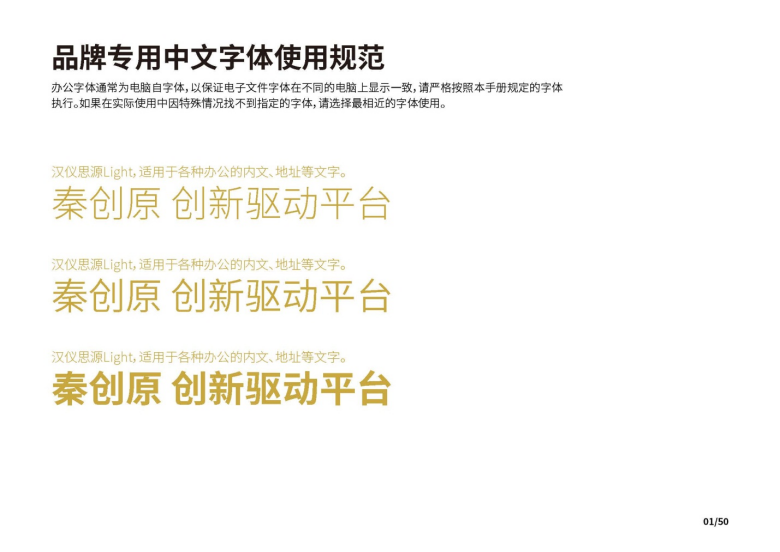 品牌专用中文字体使用规范
办公字体通常为电脑自字体，以保证电子文件字体在不同的电脑上显示一致，请严格按照本手册规定的字体
执行。如果在实际使用中因特殊情况找不到指定的字体，请选择最相近的字体使用。
汉仪思源Light，适用于各种办公的内文、地址等文字。
秦创原 创新驱动平台
汉仪思源Light，适用于各种办公的内文、地址等文字。
秦创原 创新驱动平台
汉仪思源Light，适用于各种办公的内文、地址等文字。
秦创原 创新驱动平台
01/50